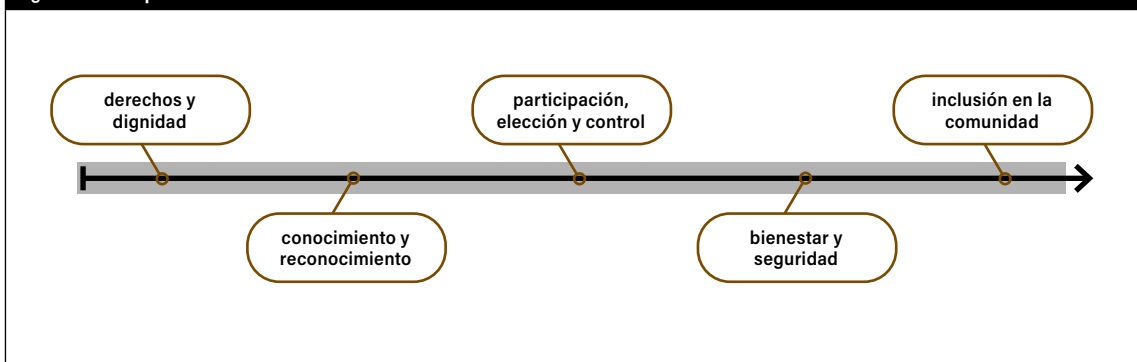 derechos y
dignidad
conocimiento y
reconocimiento
participación,
elección y control
bienestar y
seguridad
inclusión en la
comunidad